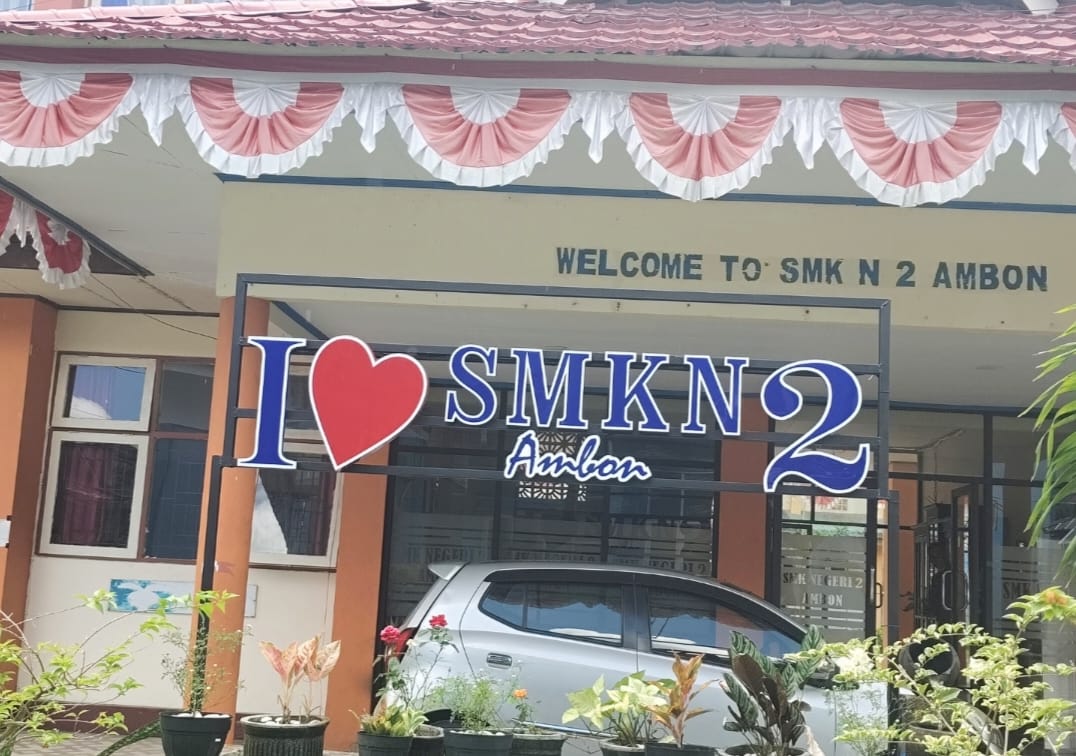 WELCOME TO SMK N 2 AMBON
I ❤ SMKN 2
Ambon
SMK NEGERI 2
AMBON